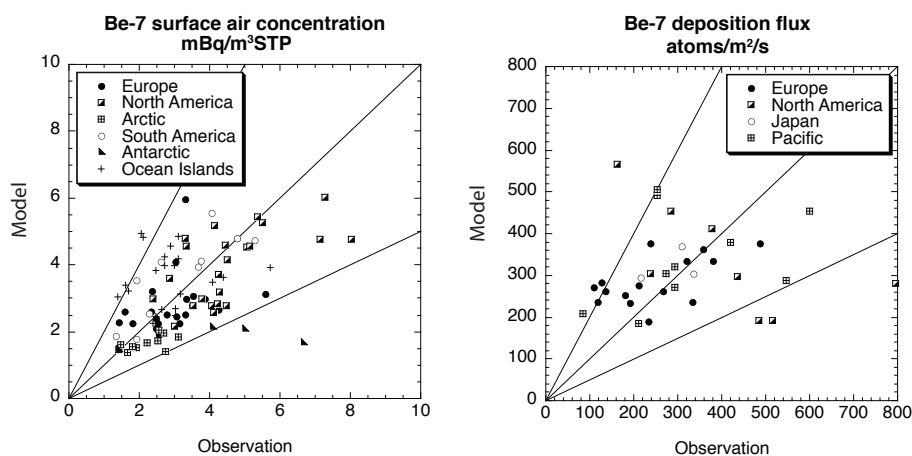 Be-7 surface air concentration
mBq/m³STP
10
8
6
4
2
0
Model
Europe
North America
Arctic
South America
Antarctic
Ocean Islands
0 2 4 6 8 10
Observation
Be-7 deposition flux
atoms/m²/s
800
700
600
500
400
300
200
100
0
Model
Europe
North America
Japan
Pacific
0 100 200 300 400 500 600 700 800
Observation